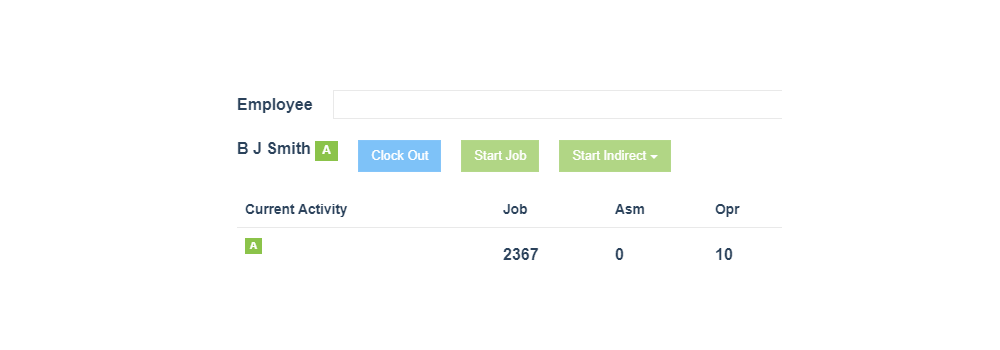 Employee
B J Smith A Clock Out Start Job Start Indirect
Current Activity Job Asm Opr
A 2367 0 10